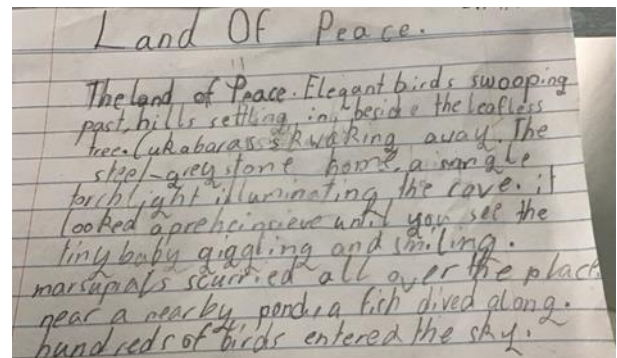 Land Of Peace.
The land of Peace. Elegant birds swooping
past, hills settling in, beside the leafless
tree. kwaking away. The
steel-grey stone home, a single
torchlight illuminating the cave. it
looked aprehcinsieve until you see the
tiny baby giggling and smiling.
marsupials scurried all over the place
near a nearby pond, a fish dived along.
hundreds of birds entered the sky.